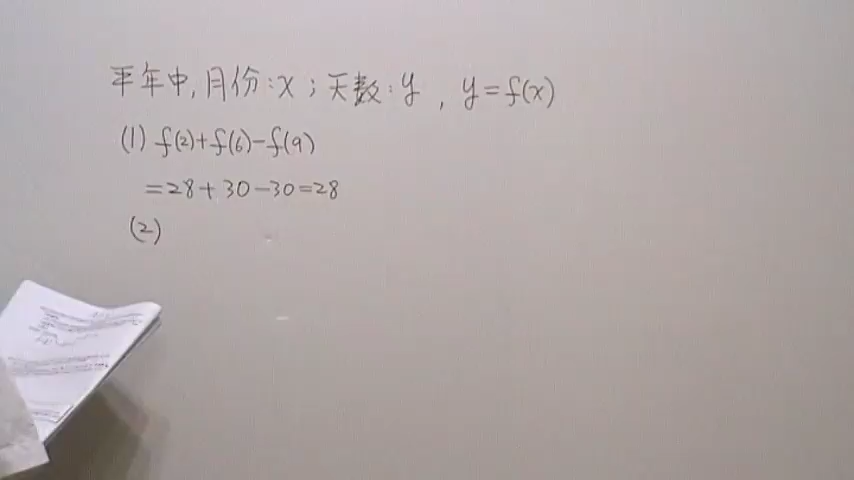 平年中,月份:x;天数:y,y=f(x)
(1) f(2)+f(6)-f(9)
=28+30-30=28
(2)